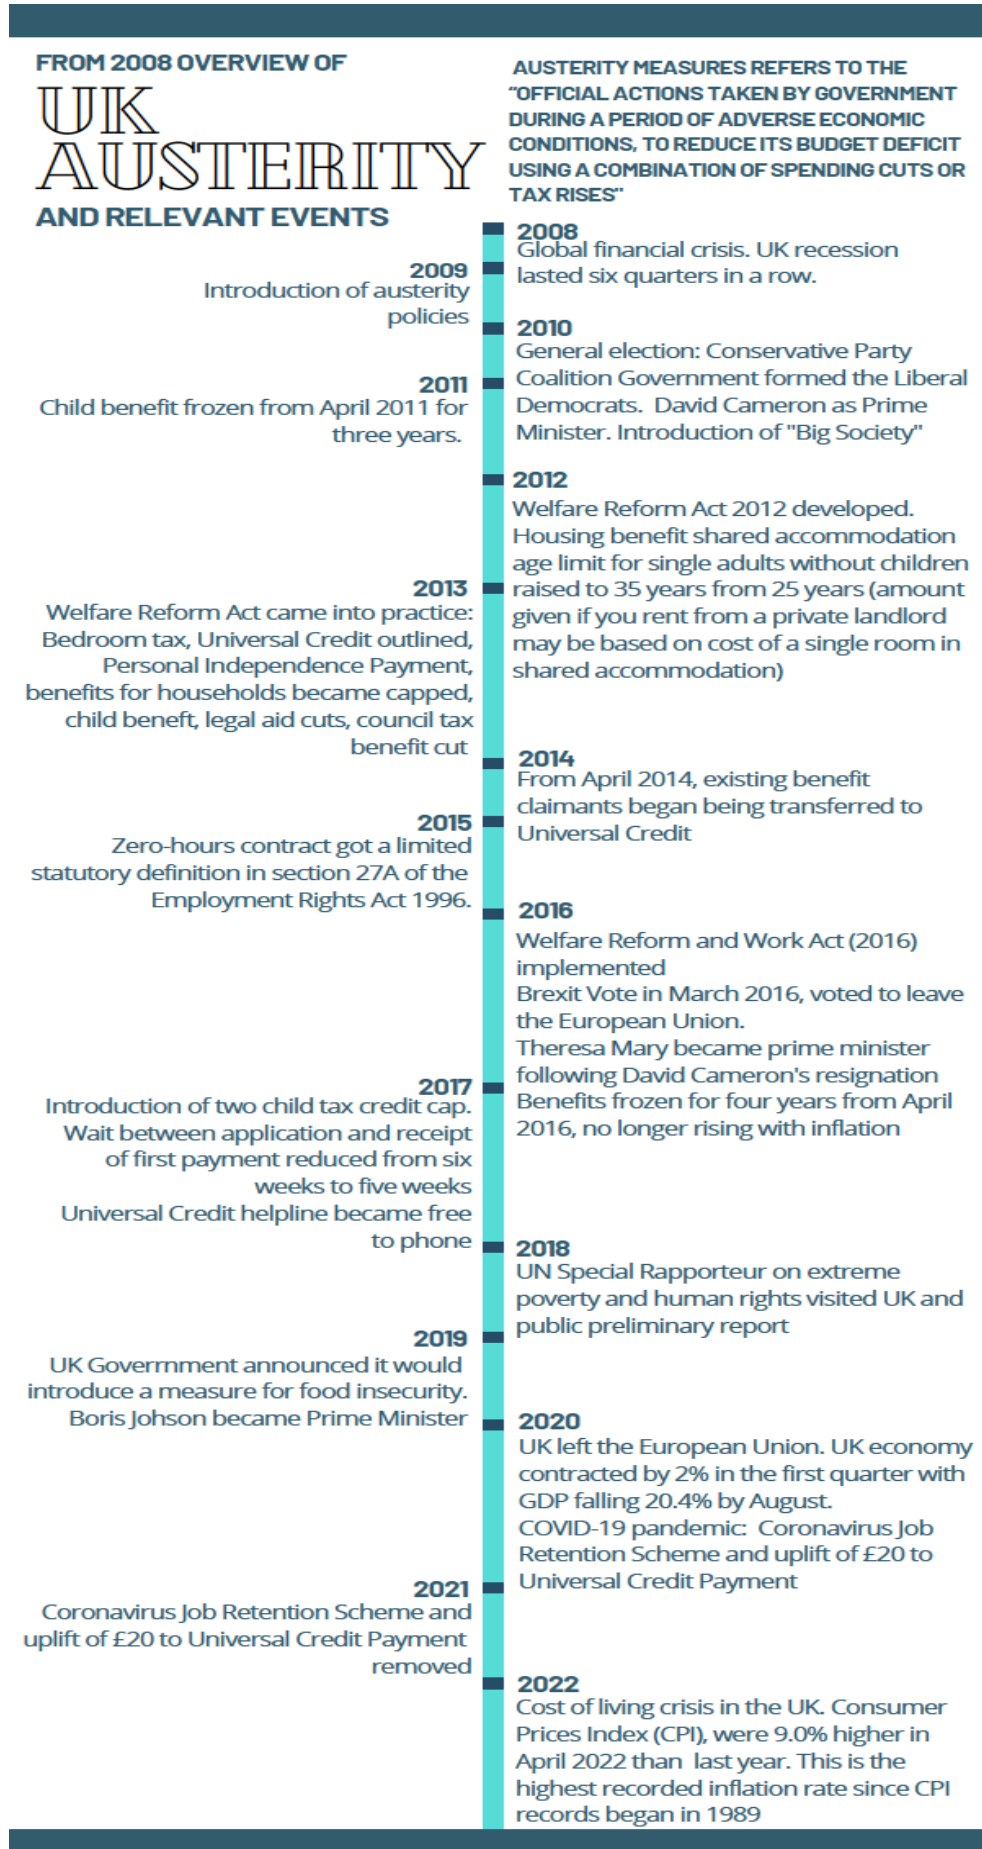 FROM 2008 OVERVIEW OF
UK
AUSTERITY
AND RELEVANT EVENTS
AUSTERITY MEASURES REFERS TO THE
“OFFICIAL ACTIONS TAKEN BY GOVERNMENT
DURING A PERIOD OF ADVERSE ECONOMIC
CONDITIONS, TO REDUCE ITS BUDGET DEFICIT
USING A COMBINATION OF SPENDING CUTS OR
TAX RISES"
2008
Global financial crisis. UK recession
lasted six quarters in a row.
2009
Introduction of austerity
policies
2010
General election: Conservative Party
Coalition Government formed the Liberal
Democrats. David Cameron as Prime
Minister. Introduction of "Big Society"
2011
Child benefit frozen from April 2011 for
three years.
2012
Welfare Reform Act 2012 developed.
Housing benefit shared accommodation
age limit for single adults without children
raised to 35 years from 25 years (amount
given if you rent from a private landlord
may be based on cost of a single room in
shared accommodation)
2013
Welfare Reform Act came into practice:
Bedroom tax, Universal Credit outlined,
Personal Independence Payment,
benefits for households became capped,
child beneft, legal aid cuts, council tax
benefit cut
2014
From April 2014, existing benefit
claimants began being transferred to
Universal Credit
2015
Zero-hours contract got a limited
statutory definition in section 27A of the
Employment Rights Act 1996.
2016
Welfare Reform and Work Act (2016)
implemented
Brexit Vote in March 2016, voted to leave
the European Union.
Theresa Mary became prime minister
following David Cameron's resignation
Benefits frozen for four years from April
2016, no longer rising with inflation
2017
Introduction of two child tax credit cap.
Wait between application and receipt
of first payment reduced from six
weeks to five weeks
Universal Credit helpline became free
to phone
2018
UN Special Rapporteur on extreme
poverty and human rights visited UK and
public preliminary report
2019
UK Goverrnment announced it would
introduce a measure for food insecurity.
Boris Johson became Prime Minister
2020
UK left the European Union. UK economy
contracted by 2% in the first quarter with
GDP falling 20.4% by August.
COVID-19 pandemic: Coronavirus Job
Retention Scheme and uplift of £20 to
Universal Credit Payment
2021
Coronavirus Job Retention Scheme and
uplift of £20 to Universal Credit Payment
removed
2022
Cost of living crisis in the UK. Consumer
Prices Index (CPI), were 9.0% higher in
April 2022 than last year. This is the
highest recorded inflation rate since CPI
records began in 1989